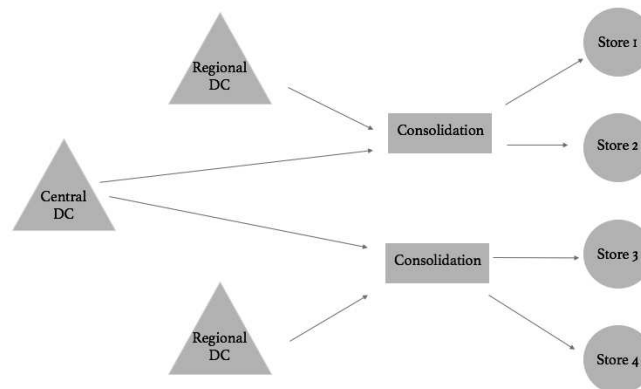 Regional
DC
Central
DC
Regional
DC
Consolidation
Consolidation
Store 1
Store 2
Store 3
Store 4